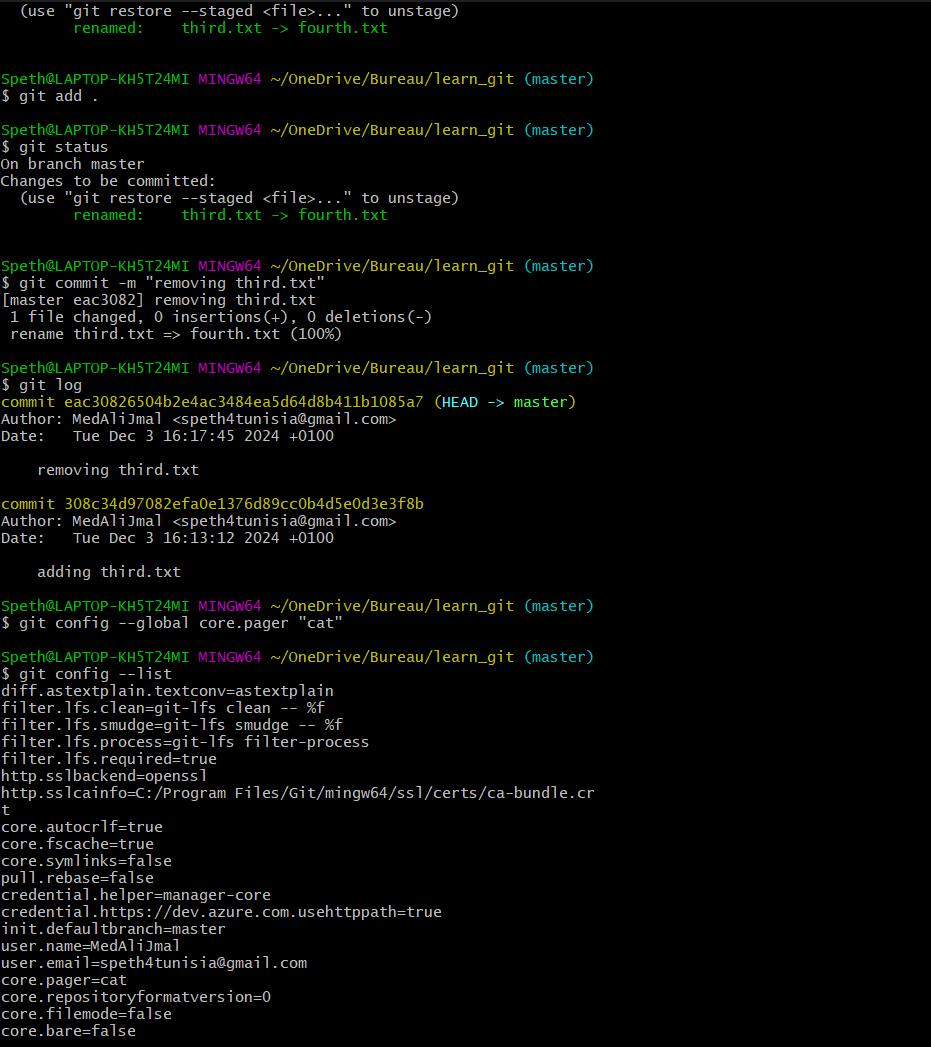 (use "git restore --staged <file>..." to unstage)
        renamed:    third.txt -> fourth.txt
Speth@LAPTOP-KH5T24MI MINGW64 ~/OneDrive/Bureau/learn_git (master)
$ git add .
Speth@LAPTOP-KH5T24MI MINGW64 ~/OneDrive/Bureau/learn_git (master)
$ git status
On branch master
Changes to be committed:
  (use "git restore --staged <file>..." to unstage)
        renamed:    third.txt -> fourth.txt
Speth@LAPTOP-KH5T24MI MINGW64 ~/OneDrive/Bureau/learn_git (master)
$ git commit -m "removing third.txt"
[master eac3082] removing third.txt
 1 file changed, 0 insertions(+), 0 deletions(-)
 rename third.txt => fourth.txt (100%)
Speth@LAPTOP-KH5T24MI MINGW64 ~/OneDrive/Bureau/learn_git (master)
$ git log
commit eac30826504b2e4ac3484ea5d64d8b411b1085a7 (HEAD -> master)
Author: MedAliJmal <speth4tunisia@gmail.com>
Date:   Tue Dec 3 16:17:45 2024 +0100
    removing third.txt
commit 308c34d97082efa0e1376d89cc0b4d5e0d3e3f8b
Author: MedAliJmal <speth4tunisia@gmail.com>
Date:   Tue Dec 3 16:13:12 2024 +0100
    adding third.txt
Speth@LAPTOP-KH5T24MI MINGW64 ~/OneDrive/Bureau/learn_git (master)
$ git config --global core.pager "cat"
Speth@LAPTOP-KH5T24MI MINGW64 ~/OneDrive/Bureau/learn_git (master)
$ git config --list
diff.astextplain.textconv=astextplain
filter.lfs.clean=git-lfs clean -- %f
filter.lfs.smudge=git-lfs smudge -- %f
filter.lfs.process=git-lfs filter-process
filter.lfs.required=true
http.sslbackend=openssl
http.sslcainfo=C:/Program Files/Git/mingw64/ssl/certs/ca-bundle.cr
t
core.autocrlf=true
core.fscache=true
core.symlinks=false
pull.rebase=false
credential.helper=manager-core
credential.https://dev.azure.com.usehttppath=true
init.defaultbranch=master
user.name=MedAliJmal
user.email=speth4tunisia@gmail.com
core.pager=cat
core.repositoryformatversion=0
core.filemode=false
core.bare=false